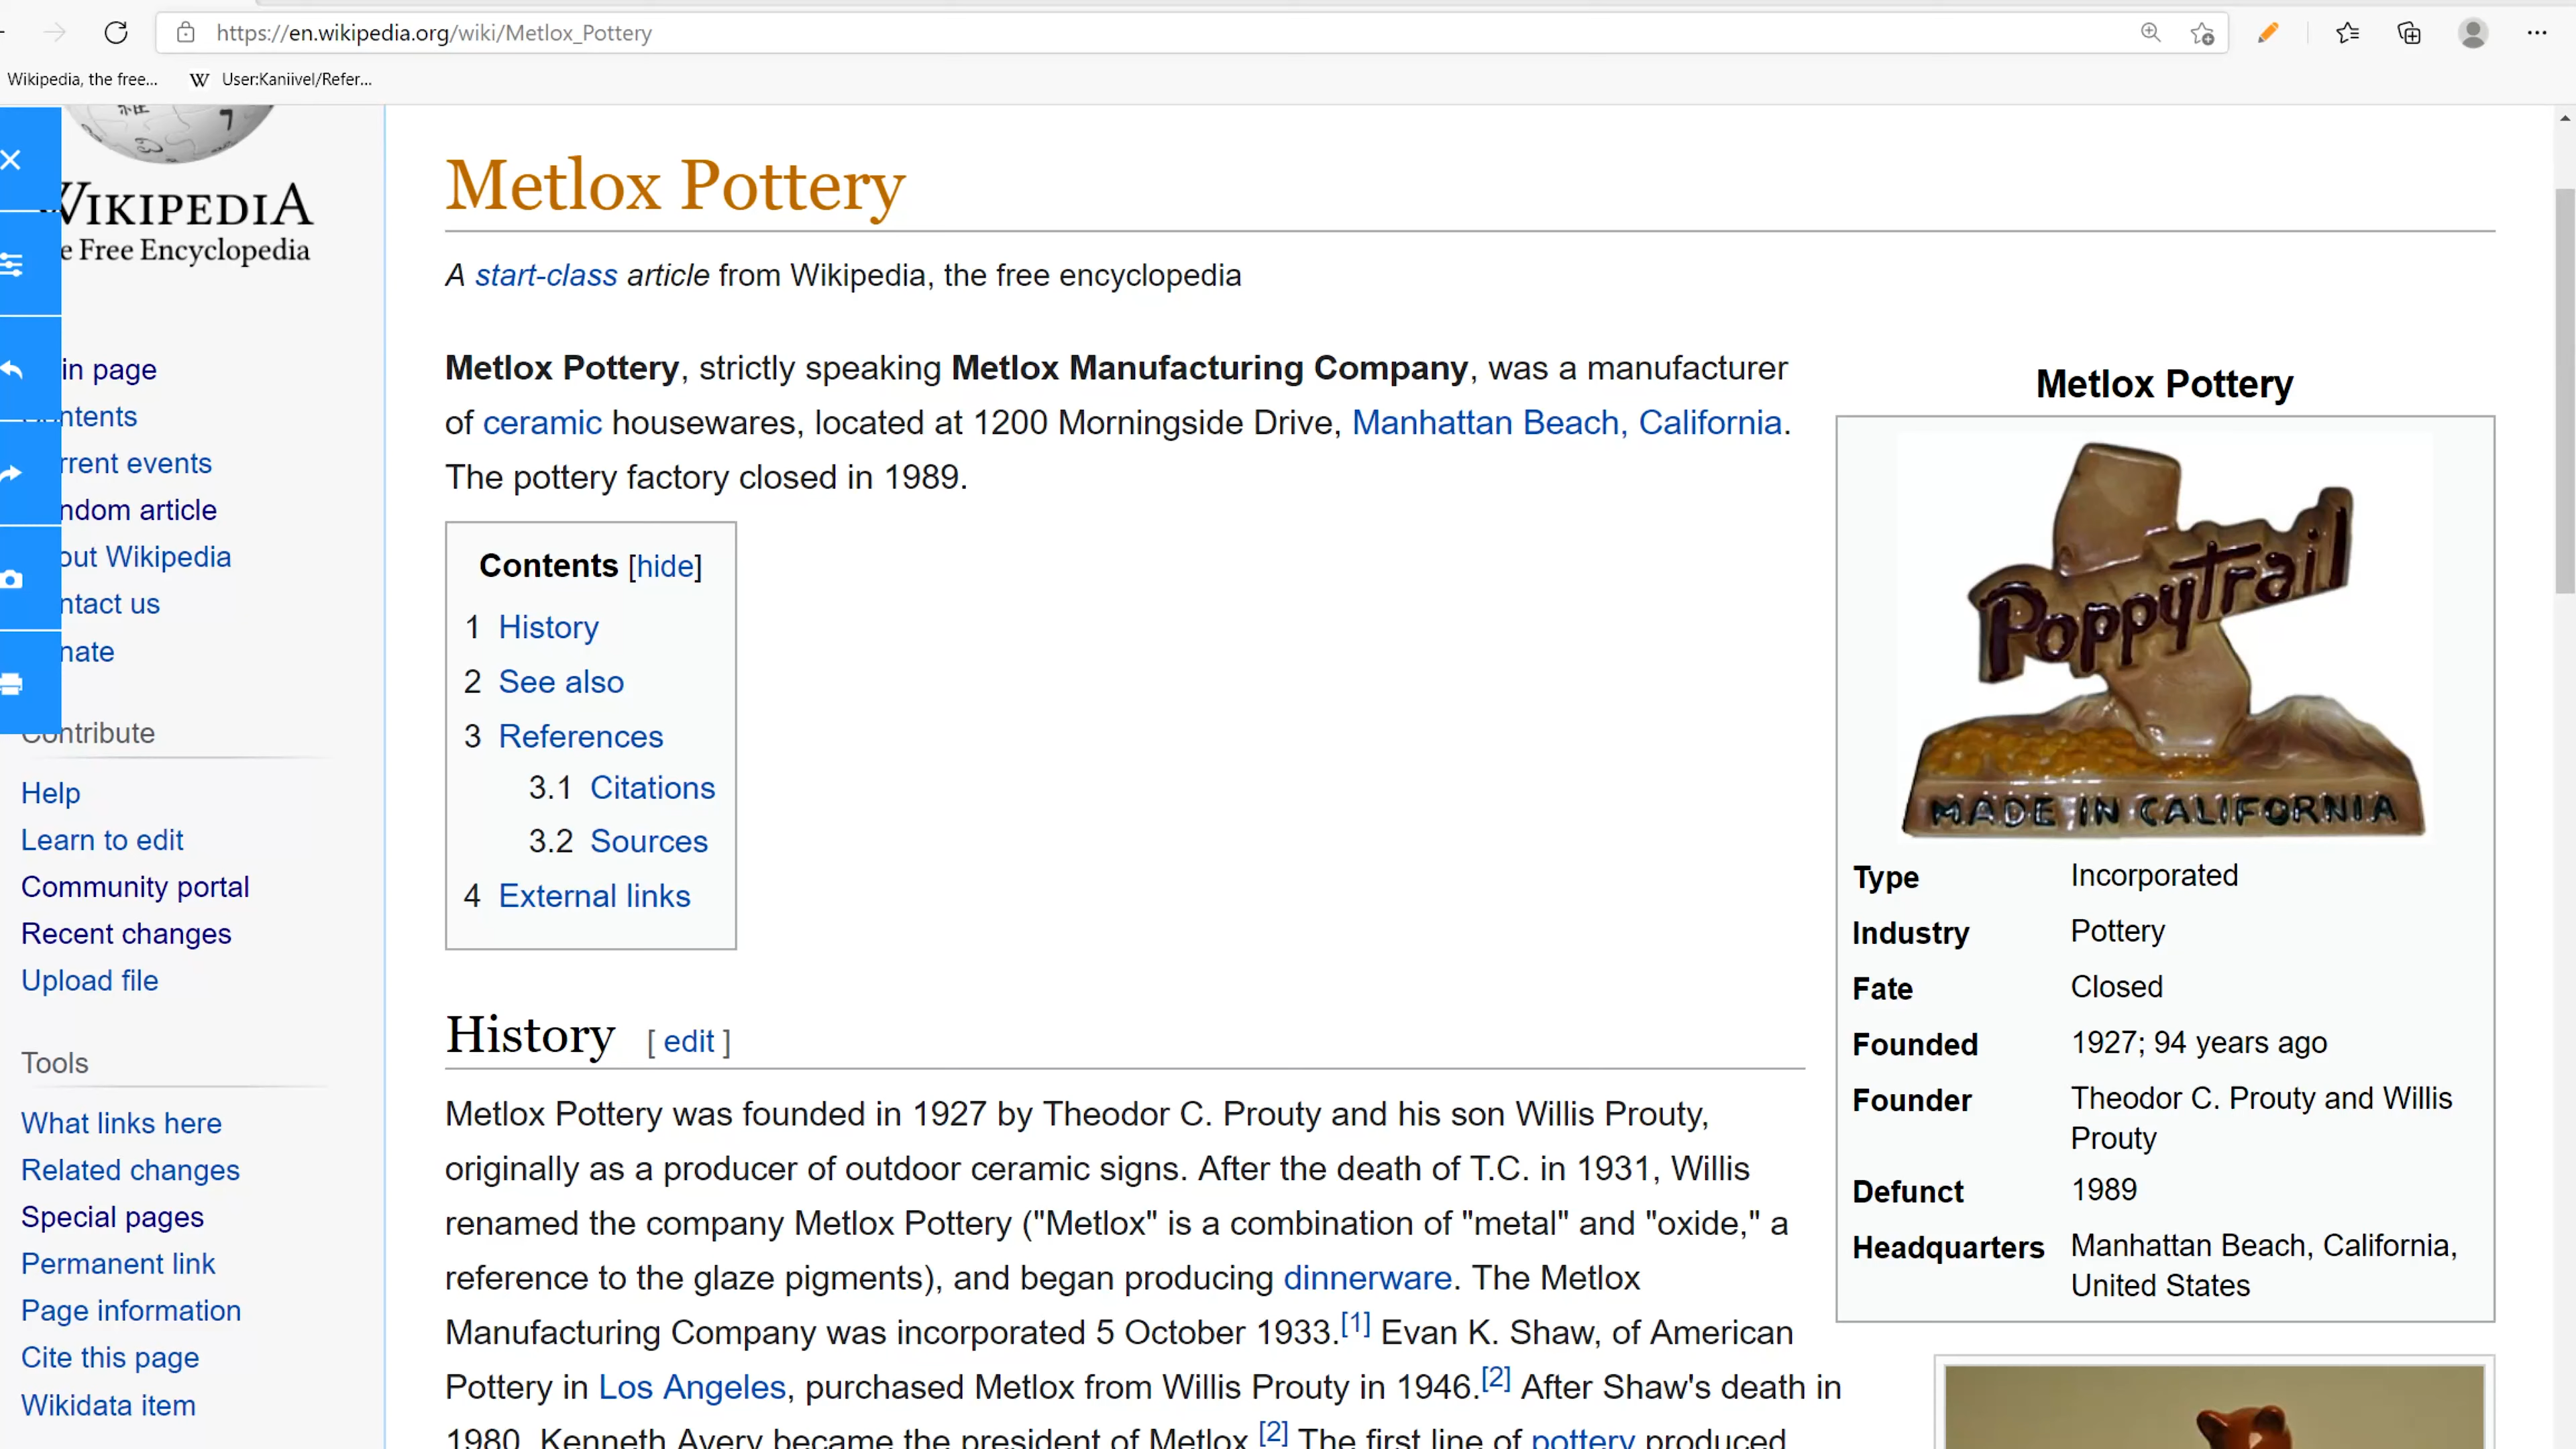 https://en.wikipedia.org/wiki/Metlox_Pottery
Wikipedia, the free...
W User:Kaniivel/Refer...
WIKIPEDIA
e Free Encyclopedia
in page
ntents
rrent events
ndom article
out Wikipedia
ntact us
nate
Contribute
Help
Learn to edit
Community portal
Recent changes
Upload file
Tools
What links here
Related changes
Special pages
Permanent link
Page information
Cite this page
Wikidata item
Metlox Pottery
A start-class article from Wikipedia, the free encyclopedia
Metlox Pottery, strictly speaking Metlox Manufacturing Company, was a manufacturer
of ceramic housewares, located at 1200 Morningside Drive, Manhattan Beach, California.
The pottery factory closed in 1989.
Contents [hide]
1 History
2 See also
3 References
3.1 Citations
3.2 Sources
4 External links
History [ edit ]
Metlox Pottery was founded in 1927 by Theodor C. Prouty and his son Willis Prouty,
originally as a producer of outdoor ceramic signs. After the death of T.C. in 1931, Willis
renamed the company Metlox Pottery ("Metlox" is a combination of "metal" and "oxide," a
reference to the glaze pigments), and began producing dinnerware. The Metlox
Manufacturing Company was incorporated 5 October 1933.[1] Evan K. Shaw, of American
Pottery in Los Angeles, purchased Metlox from Willis Prouty in 1946.[2] After Shaw's death in
1980, Kenneth Avery became the president of Metlox.[2] The first line of pottery produced
Metlox Pottery
Poppytrail
MADE IN CALIFORNIA
Type Incorporated
Industry Pottery
Fate Closed
Founded 1927; 94 years ago
Founder Theodor C. Prouty and Willis
Prouty
Defunct 1989
Headquarters Manhattan Beach, California,
United States